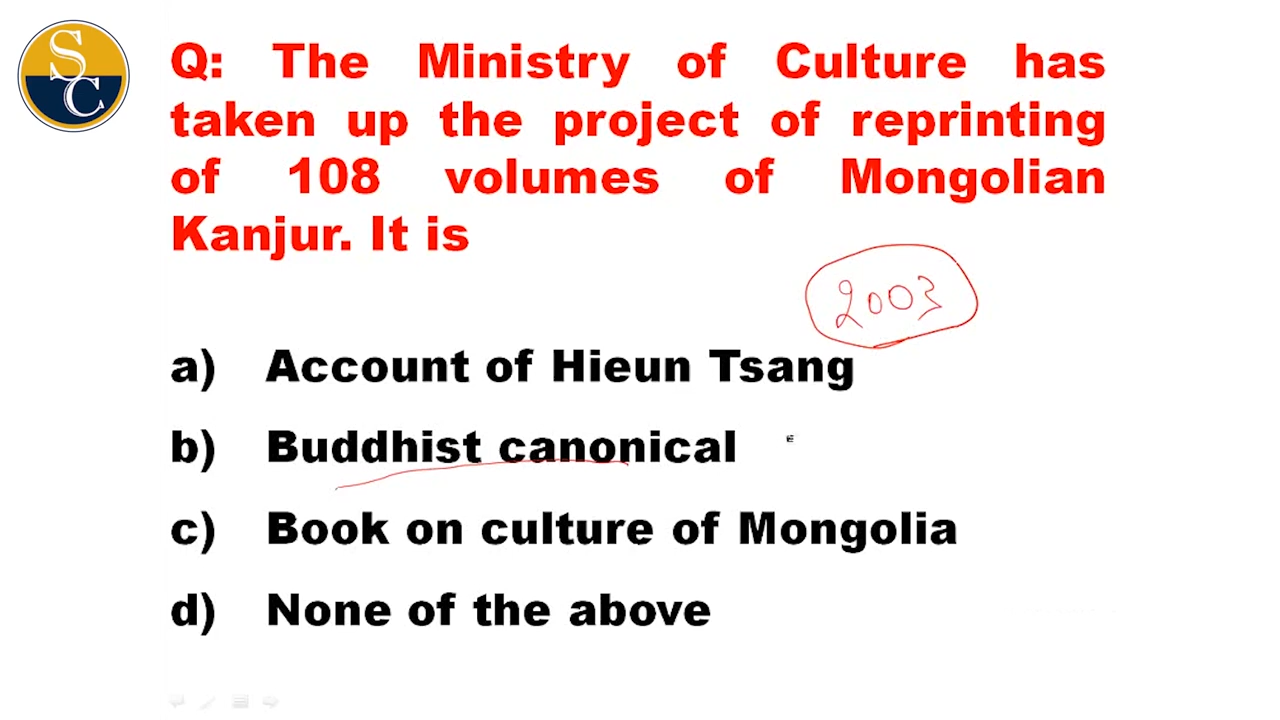 SC
Q: The Ministry of Culture has
taken up the project of reprinting
of 108 volumes of Mongolian
Kanjur. It is
2003
a) Account of Hieun Tsang
b) Buddhist canonical
c) Book on culture of Mongolia
d) None of the above